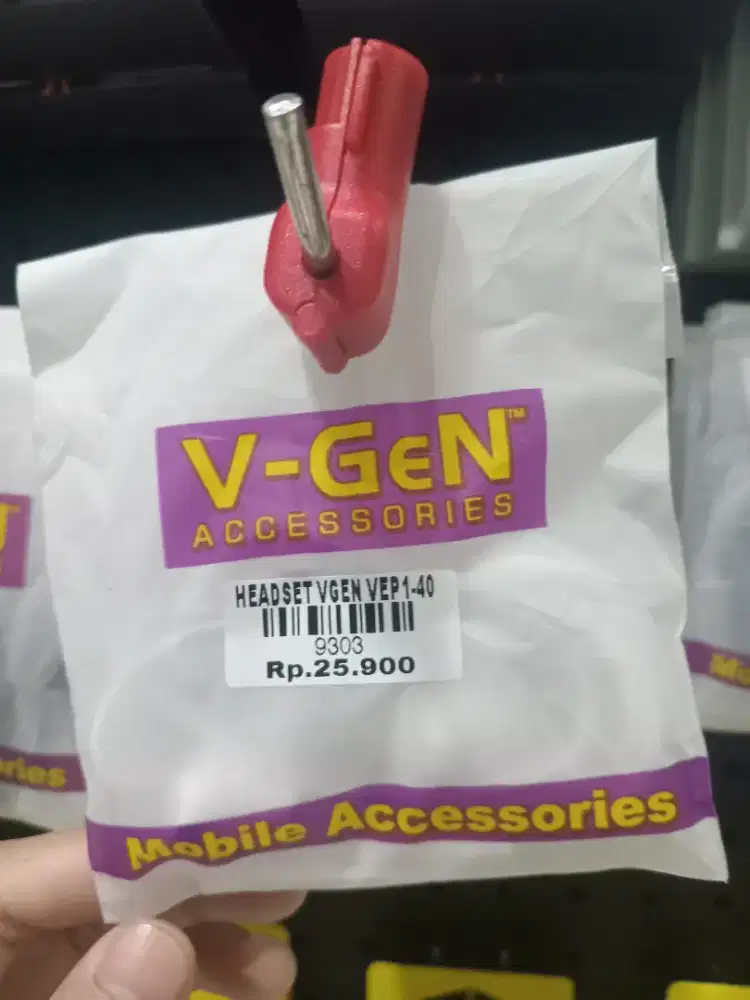 V-GeN™
ACCESSORIES
HEADSET VGEN VEP1-40
9303
Rp.25.900
Mobile Accessories